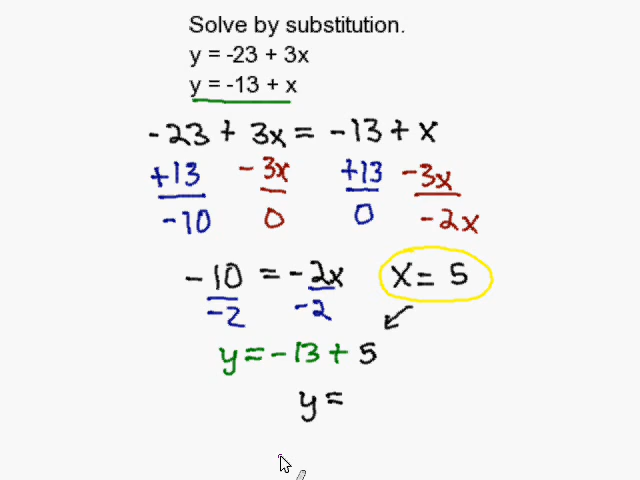 Solve by substitution.
y = -23 + 3x
y = -13 + x
-23 + 3x = -13 + x
+13 -3x +13 -3x
-10 0 0 -2x
-10 = -2x x = 5
-2 -2
y = -13 + 5
y =